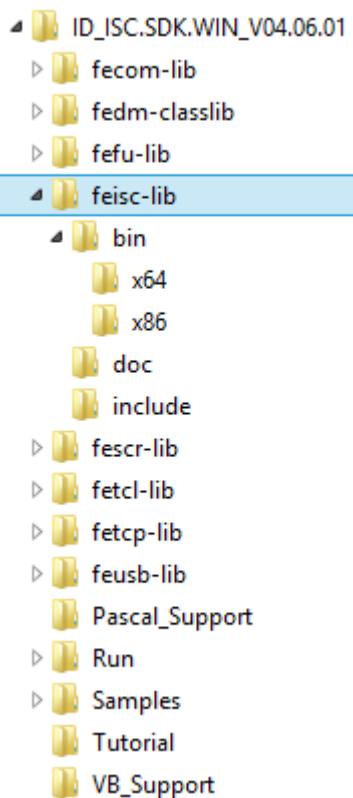 ID_ISC.SDK.WIN_V04.06.01
fecom-lib
fedm-classlib
fefu-lib
feisc-lib
bin
x64
x86
doc
include
fescr-lib
fetcl-lib
fetcp-lib
feusb-lib
Pascal_Support
Run
Samples
Tutorial
VB_Support